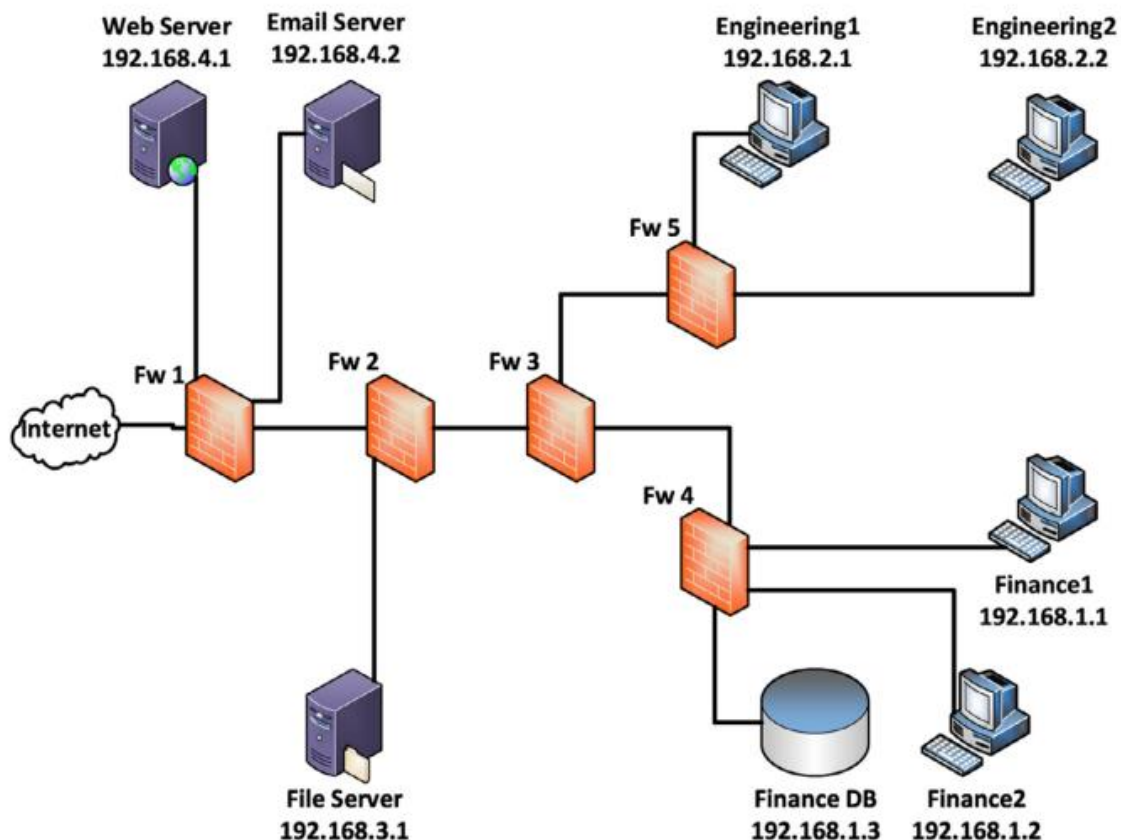 Web Server
192.168.4.1
Email Server
192.168.4.2
Engineering1
192.168.2.1
Engineering2
192.168.2.2
Fw 5
Fw 1
Fw 2
Fw 3
Internet
Fw 4
Finance1
192.168.1.1
File Server
192.168.3.1
Finance DB
192.168.1.3
Finance2
192.168.1.2